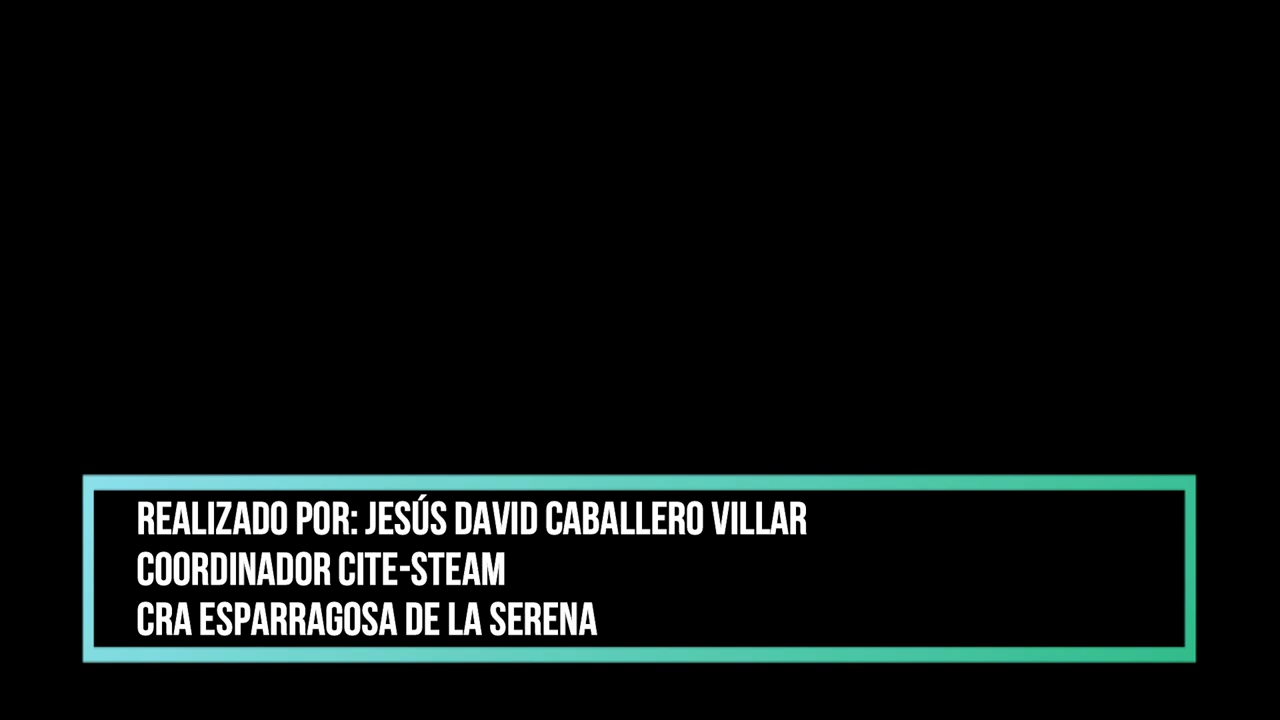 REALIZADO POR: JESÚS DAVID CABALLERO VILLAR
COORDINADOR CITE-STEAM
CRA ESPARRAGOSA DE LA SERENA